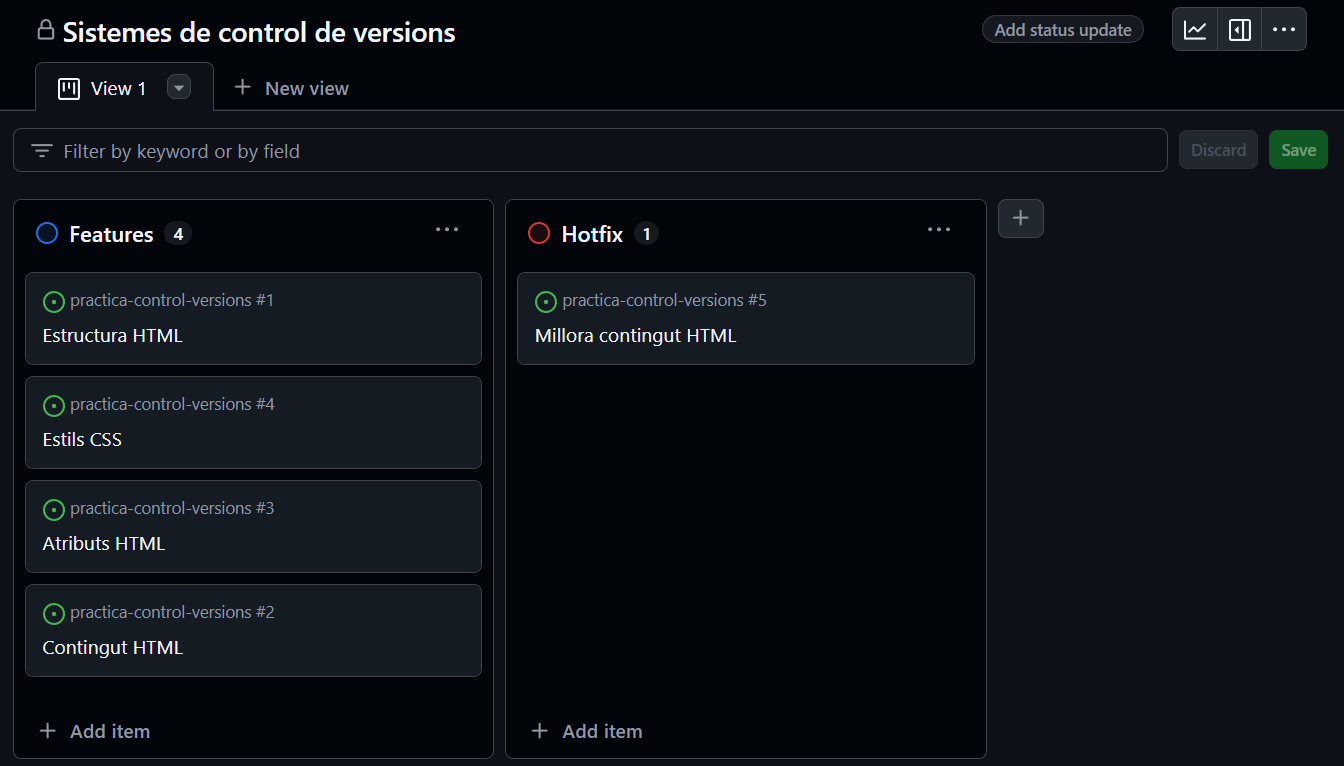 Sistemes de control de versions
Add status update
View 1
New view
Filter by keyword or by field
Discard
Save
Features 4
practica-control-versions #1
Estructura HTML
practica-control-versions #4
Estils CSS
practica-control-versions #3
Atributs HTML
practica-control-versions #2
Contingut HTML
Add item
Hotfix 1
practica-control-versions #5
Millora contingut HTML
Add item